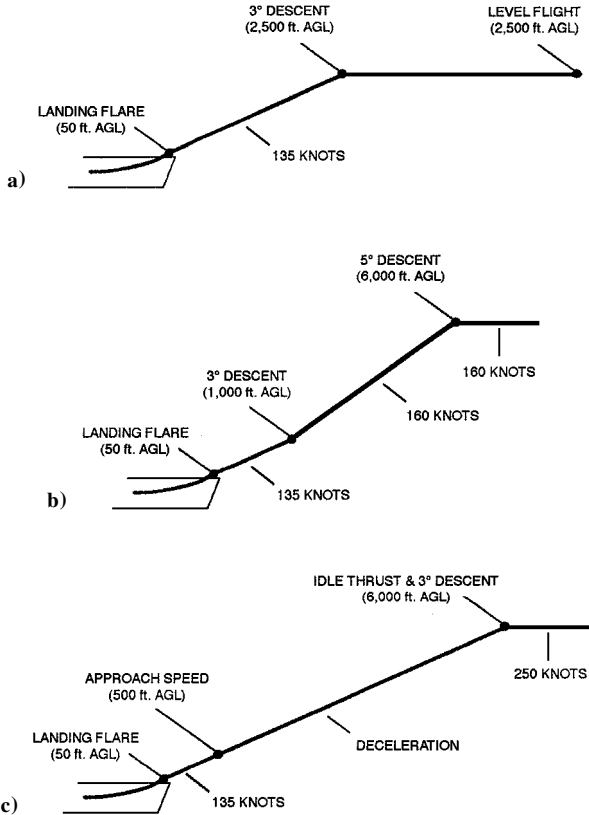 3° DESCENT
(2,500 ft. AGL)
LEVEL FLIGHT
(2,500 ft. AGL)
LANDING FLARE
(50 ft. AGL)
135 KNOTS
a)
5° DESCENT
(6,000 ft. AGL)
160 KNOTS
3° DESCENT
(1,000 ft. AGL)
160 KNOTS
LANDING FLARE
(50 ft. AGL)
135 KNOTS
b)
IDLE THRUST & 3° DESCENT
(6,000 ft. AGL)
250 KNOTS
APPROACH SPEED
(500 ft. AGL)
LANDING FLARE
(50 ft. AGL)
DECELERATION
135 KNOTS
c)